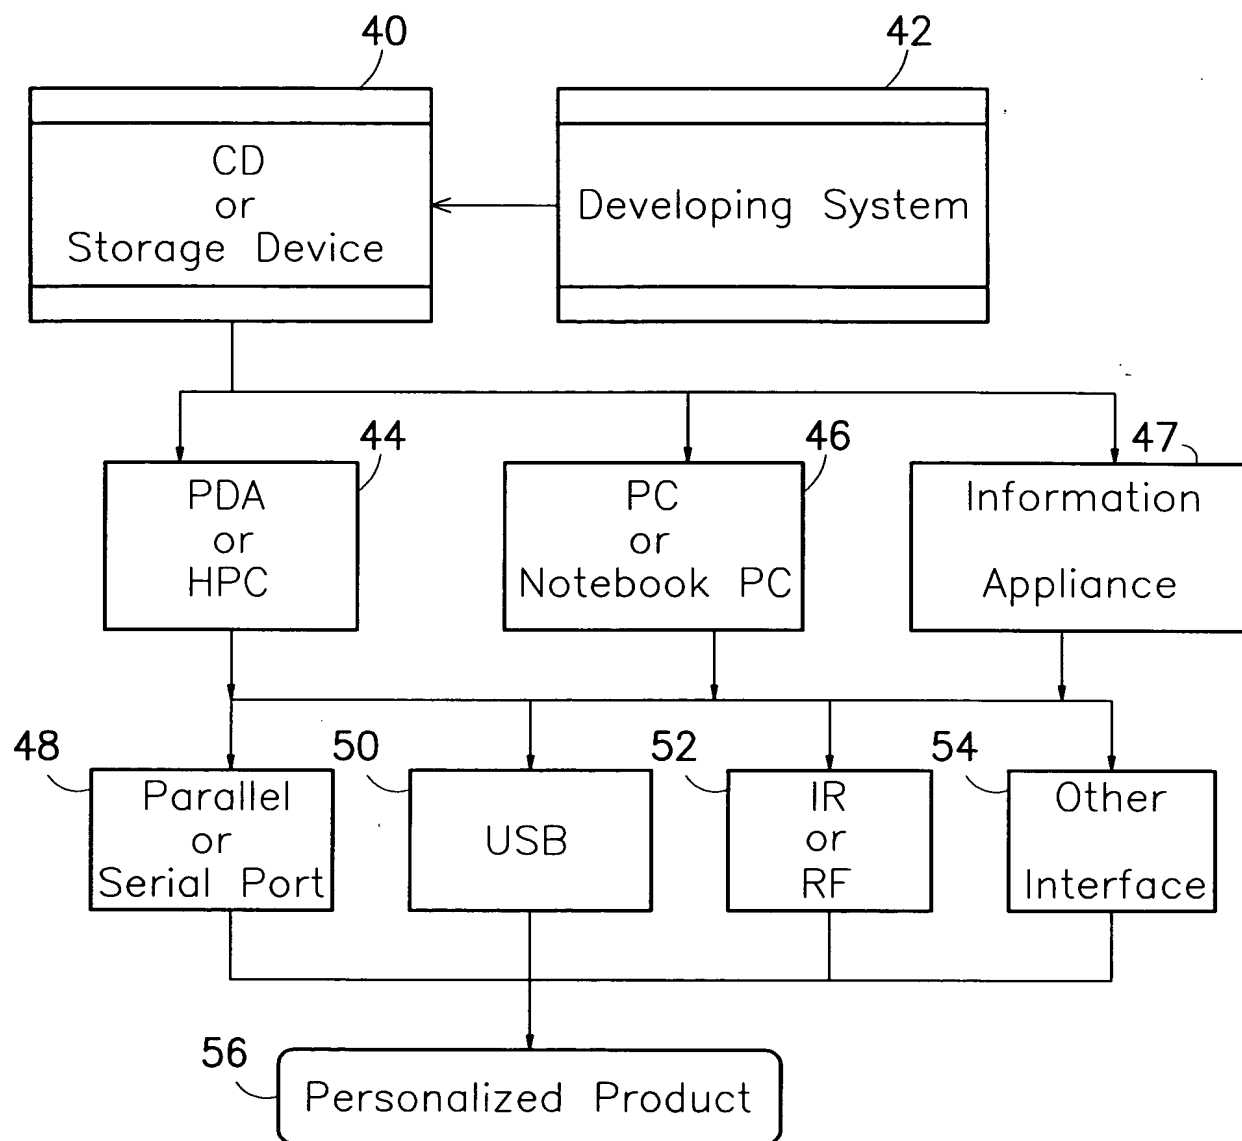 40
42
CD
or
Storage Device
Developing System
44
46
47
PDA
or
HPC
PC
or
Notebook PC
Information
Appliance
48
50
52
54
Parallel
or
Serial Port
USB
IR
or
RF
Other
Interface
56
Personalized Product